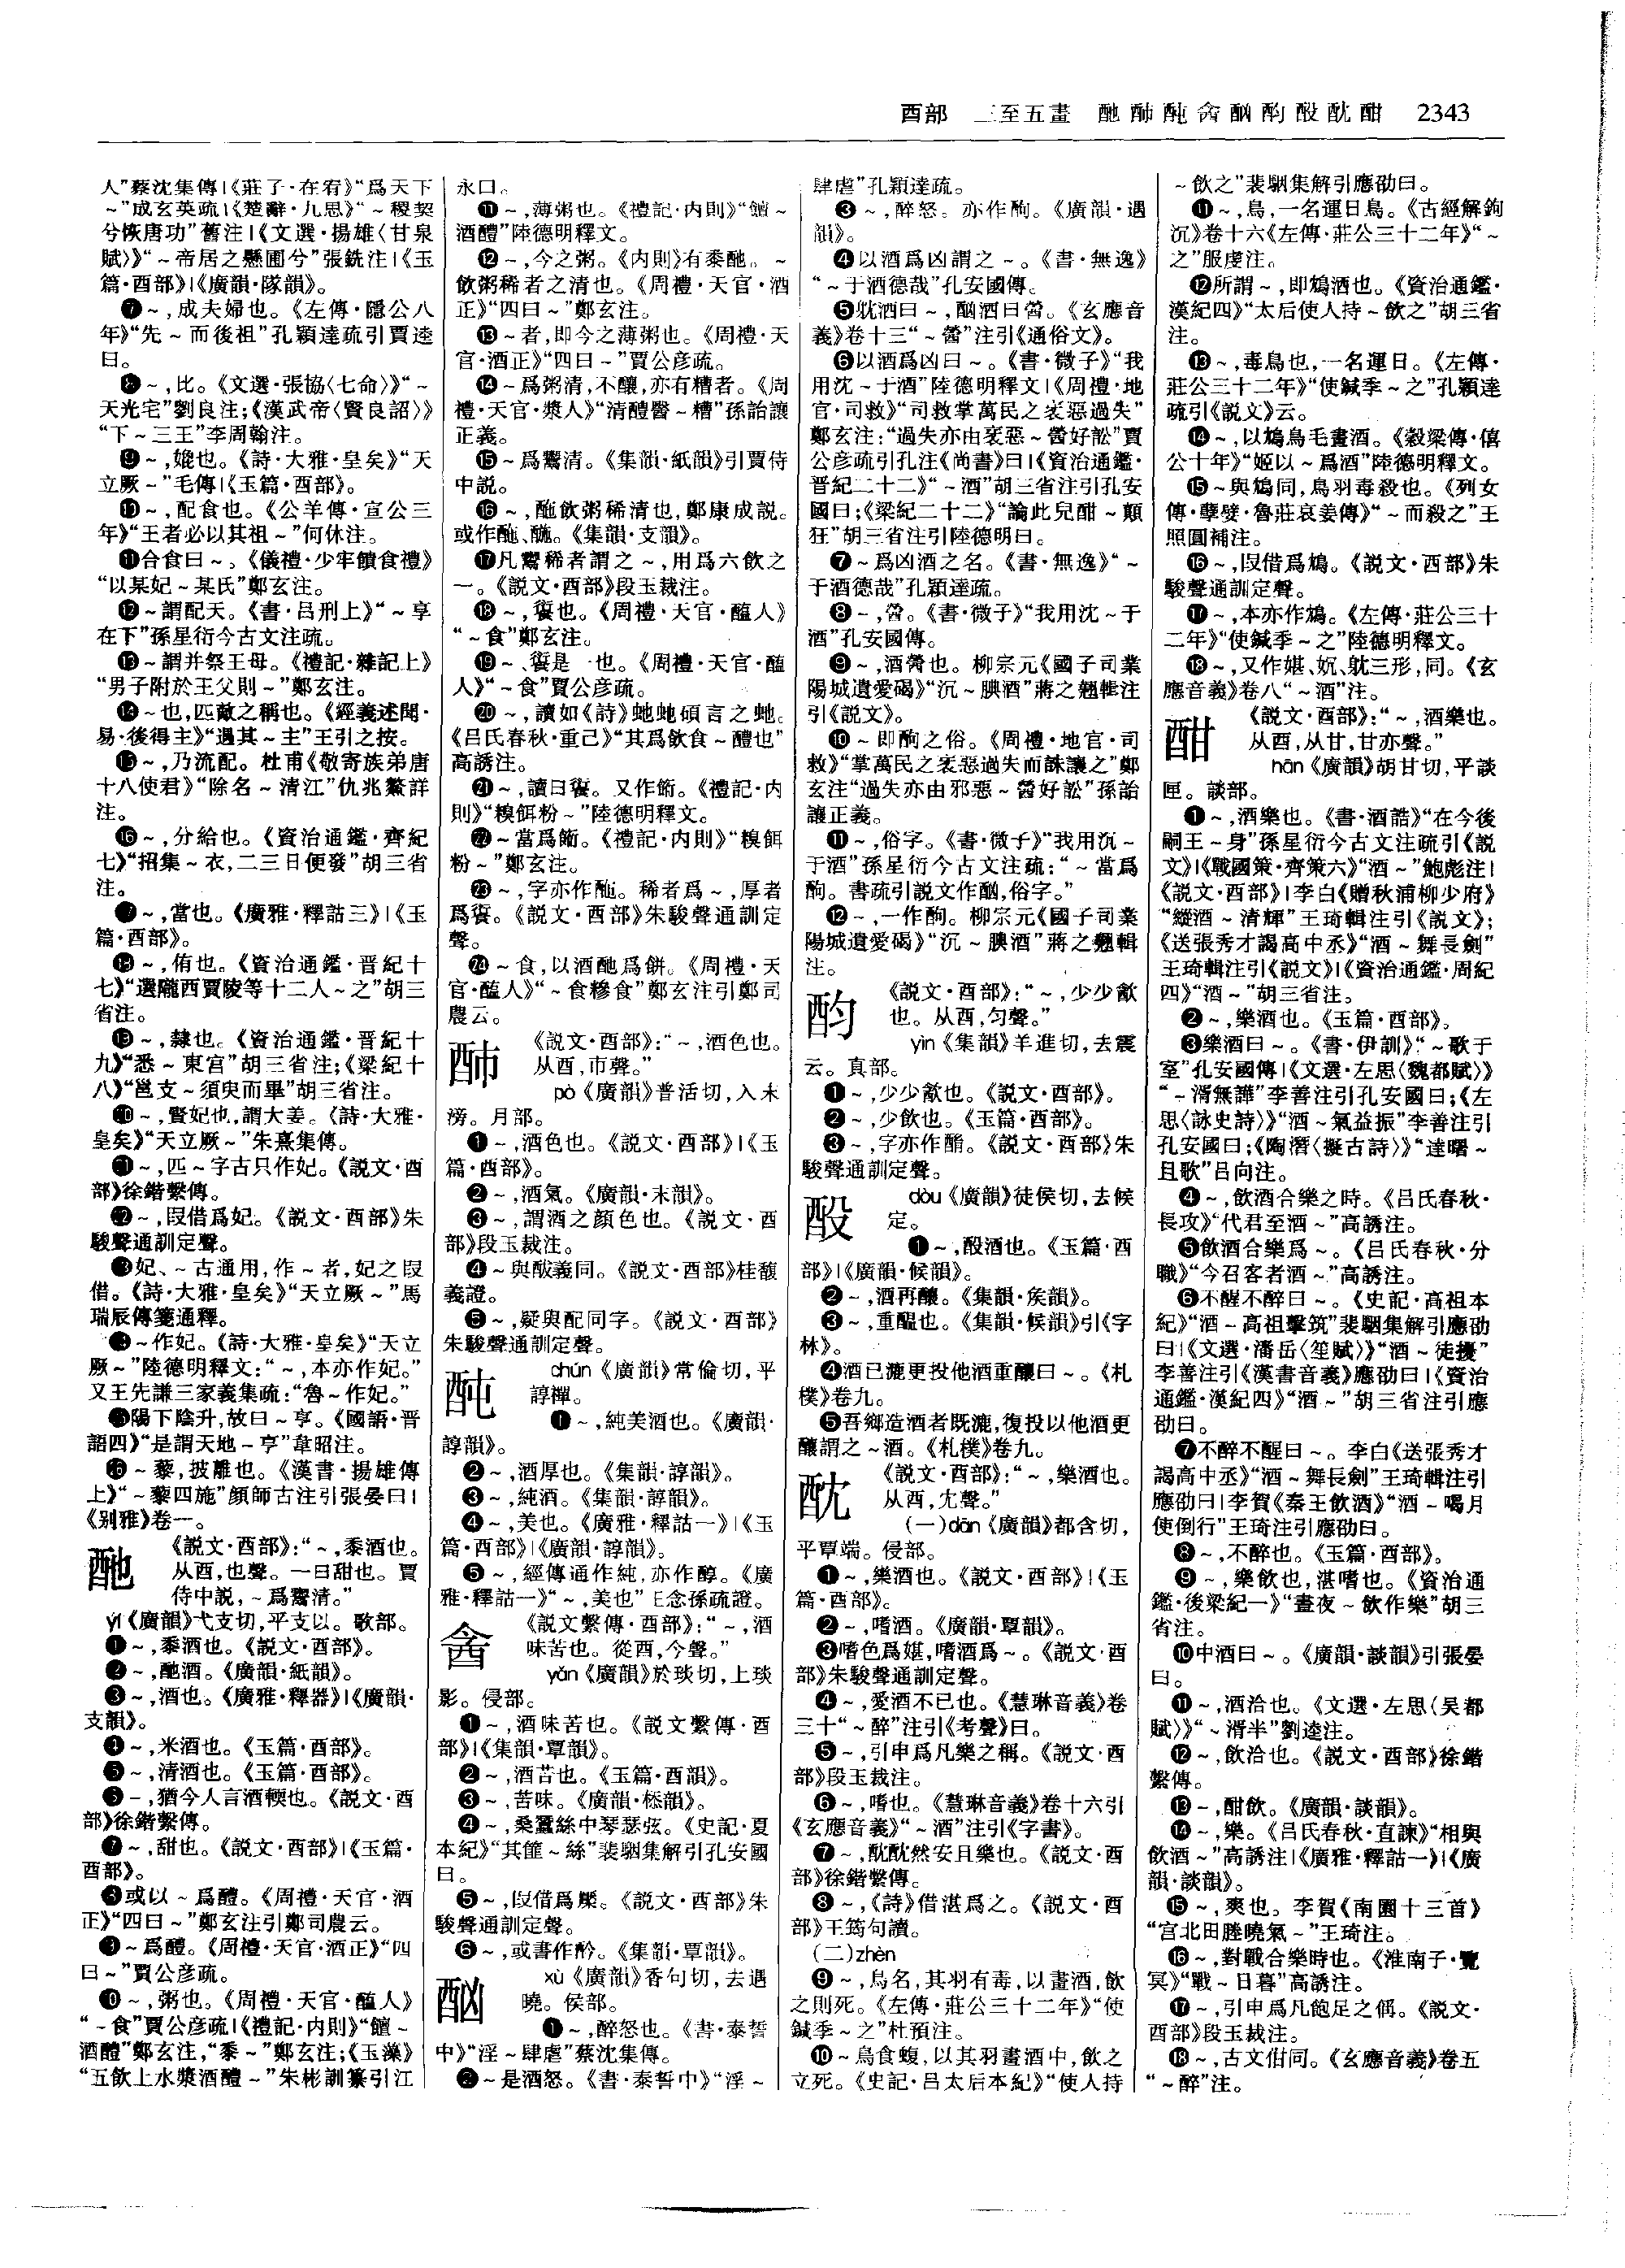 酉部 三至五畫 酏 酺 酕 酓 酗 酌 酘 酖 酣 2343
人”蔡沈集傳|《莊子·在宥》“爲天下
~”成玄英疏|《楚辭·九思》“~稷契
兮恢唐功”舊注|《文選·揚雄〈甘泉
賦〉》“~帝居之懸圃兮”張銑注|《玉
篇·酉部》|《廣韻·隊韻》。
❼~,成夫婦也。《左傳·隱公八
年》“先~而後祖”孔穎達疏引賈逵
曰。
❽~,比。《文選·張協〈七命〉》“~
天光宅”劉良注;《漢武帝〈賢良詔〉》
“下~三王”李周翰注。
❾~,媲也。《詩·大雅·皇矣》“天
立厥~”毛傳|《玉篇·酉部》。
❿~,配食也。《公羊傳·宣公三
年》“王者必以其祖~”何休注。
⓫合食曰~。《儀禮·少牢饋食禮》
“以某妃~某氏”鄭玄注。
⓬~謂配天。《書·吕刑上》“~享
在下”孫星衍今古文注疏。
⓭~謂并祭王母。《禮記·雜記上》
“男子附於王父則~”鄭玄注。
⓮~也,匹敵之稱也。《經義述聞·
易·後得主》“遇其~主”王引之按。
⓯~,乃流配。杜甫《敬寄族弟唐
十八使君》“除名~清江”仇兆鰲詳
注。
⓰~,分給也。《資治通鑑·齊紀
七》“招集~衣,二三日便發”胡三省
注。
⓱~,當也。《廣雅·釋詁三》|《玉
篇·酉部》。
⓲~,侑也。《資治通鑑·晋紀十
七》“選隴西賈陵等十二人~之”胡三
省注。
⓳~,隸也。《資治通鑑·晋紀十
九》“悉~東宮”胡三省注;《梁紀十
八》“邕支~須臾而畢”胡三省注。
⓴~,賢妃也,謂大姜。《詩·大雅·
皇矣》“天立厥~”朱熹集傳。
㉑~,匹~字古只作妃。《説文·酉
部》徐鍇繫傳。
㉒~,叚借爲妃。《説文·酉部》朱
駿聲通訓定聲。
㉓妃、~古通用,作~者,妃之叚
借。《詩·大雅·皇矣》“天立厥~”馬
瑞辰傳箋通釋。
㉔~作妃。《詩·大雅·皇矣》“天立
厥~”陸德明釋文:“~,本亦作妃。”
又王先謙三家義集疏:“魯~作妃。”
㉕陽下陰升,故曰~享。《國語·晋
語四》“是謂天地~享”韋昭注。
㉖~藜,披離也。《漢書·揚雄傳
上》“~藜四施”顔師古注引張晏曰|
《别雅》卷一。
酏 《説文·酉部》:“~,黍酒也。
从酉,也聲。一曰甜也。賈
侍中説,~爲鬻清。”
yí《廣韻》弋支切,平支以。歌部。
❶~,黍酒也。《説文·酉部》。
❷~,酏酒。《廣韻·紙韻》。
❸~,酒也。《廣雅·釋器》|《廣韻·
支韻》。
❹~,米酒也。《玉篇·酉部》。
❺~,清酒也。《玉篇·酉部》。
❻~,猶今人言酒䡋也。《説文·酉
部》徐鍇繫傳。
❼~,甜也。《説文·酉部》|《玉篇·
酉部》。
❽或以~爲醴。《周禮·天官·酒
正》“四曰~”鄭玄注引鄭司農云。
❾~爲醴。《周禮·天官·酒正》“四
曰~”賈公彦疏。
❿~,粥也。《周禮·天官·醢人》
“~食”賈公彦疏|《禮記·内則》“饘~
酒醴”鄭玄注,“黍~”鄭玄注;《玉藻》
“五飲上水漿酒醴~”朱彬訓纂引江
永曰。
⓫~,薄粥也。《禮記·内則》“饘~
酒醴”陸德明釋文。
⓬~,今之粥。《内則》有黍酏。~
飲粥稀者之清也。《周禮·天官·酒
正》“四曰~”鄭玄注。
⓭~者,即今之薄粥也。《周禮·天
官·酒正》“四曰~”賈公彦疏。
⓮~爲粥清,不釀,亦有糟者。《周
禮·天官·漿人》“清醴醫~糟”孫詒讓
正義。
⓯~爲鬻清。《集韻·紙韻》引賈侍
中説。
⓰~,酏飲粥稀清也,鄭康成説。
或作䣧、䤈。《集韻·支韻》。
⓱凡鬻稀者謂之~,用爲六飲之
一。《説文·酉部》段玉裁注。
⓲~,餈也。《周禮·天官·醢人》
“~食”鄭玄注。
⓳~、餈是一也。《周禮·天官·醢
人》“~食”賈公彦疏。
⓴~,讀如《詩》虵虵碩言之虵。
《吕氏春秋·重己》“其爲飲食~醴也”
高誘注。
㉑~,讀曰餐。又作䬾。《禮記·内
則》“糗餌粉~”陸德明釋文。
㉒~當爲䬾。《禮記·内則》“糗餌
粉~”鄭玄注。
㉓~,字亦作酏。稀者爲~,厚者
爲餈。《説文·酉部》朱駿聲通訓定
聲。
㉔~食,以酒酏爲餅。《周禮·天
官·醢人》“~食糝食”鄭玄注引鄭司
農云。
《説文·酉部》:“~,酒色也。
从酉,巿聲。”
pò《廣韻》普活切,入末
滂。月部。
❶~,酒色也。《説文·酉部》|《玉
篇·酉部》。
❷~,酒氣。《廣韻·末韻》。
❸~,謂酒之顔色也。《説文·酉
部》段玉裁注。
❹~與酦義同。《説文·酉部》桂馥
義證。
❺~,疑與配同字。《説文·酉部》
朱駿聲通訓定聲。
chún《廣韻》常倫切,平
諄禪。
❶~,純美酒也。《廣韻·
諄韻》。
❷~,酒厚也。《集韻·諄韻》。
❸~,純酒。《集韻·諄韻》。
❹~,美也。《廣雅·釋詁一》|《玉
篇·酉部》|《廣韻·諄韻》。
❺~,經傳通作純,亦作醇。《廣
雅·釋詁一》“~,美也”王念孫疏證。
酓 《説文繫傳·酉部》:“~,酒
味苦也。從酉,今聲。”
yǎn《廣韻》於琰切,上琰
影。侵部。
❶~,酒味苦也。《説文繫傳·酉
部》|《集韻·覃韻》。
❷~,酒苦也。《玉篇·酉韻》。
❸~,苦味。《廣韻·㮇韻》。
❹~,桑蠶絲中琴瑟弦。《史記·夏
本紀》“其篚~絲”裴駰集解引孔安國
曰。
❺~,叚借爲檿。《説文·酉部》朱
駿聲通訓定聲。
❻~,或書作䤃。《集韻·覃韻》。
酗 xù《廣韻》香句切,去遇
曉。侯部。
❶~,醉怒也。《書·泰誓
中》“淫~肆虐”蔡沈集傳。
❷~是酒怒。《書·泰誓中》“淫~
肆虐”孔穎達疏。
❸~,醉怒。亦作䣱。《廣韻·遇
韻》。
❹以酒爲凶謂之~。《書·無逸》
“~于酒德哉”孔安國傳。
❺躭酒曰~,酗酒曰醟。《玄應音
義》卷十三“~醟”注引《通俗文》。
❻以酒爲凶曰~。《書·微子》“我
用沈~于酒”陸德明釋文|《周禮·地
官·司救》“司救掌萬民之衺惡過失”
鄭玄注:“過失亦由衺惡~醟好訟”賈
公彦疏引孔注《尚書》曰|《資治通鑑·
晋紀二十二》“~酒”胡三省注引孔安
國曰;《梁紀二十二》“論此兒酣~顛
狂”胡三省注引陸德明曰。
❼~爲凶酒之名。《書·無逸》“~
于酒德哉”孔穎達疏。
❽~,醟。《書·微子》“我用沈~于
酒”孔安國傳。
❾~,酒醟也。柳宗元《國子司業
陽城遺愛碣》“沉~腆酒”蔣之翹輯注
引《説文》。
❿~即酌之俗。《周禮·地官·司
救》“掌萬民之衺惡過失而誅讓之”鄭
玄注“過失亦由邪惡~醟好訟”孫詒
讓正義。
⓫~,俗字。《書·微子》“我用沉~
于酒”孫星衍今古文注疏:“~當爲
酌。書疏引説文作酗,俗字。”
⓬~,一作酌。柳宗元《國子司業
陽城遺愛碣》“沉~腆酒”蔣之翹輯
注。
《説文·酉部》:“~,少少歠
也。从酉,匀聲。”
yìn《集韻》羊進切,去震
云。真部。
❶~,少少歠也。《説文·酉部》。
❷~,少飲也。《玉篇·酉部》。
❸~,字亦作酳。《説文·酉部》朱
駿聲通訓定聲。
酘 dòu《廣韻》徒侯切,去候
定。
❶~,酘酒也。《玉篇·酉
部》|《廣韻·候韻》。
❷~,酒再釀。《集韻·矦韻》。
❸~,重醖也。《集韻·候韻》引《字
林》。
❹酒已漉更投他酒重釀曰~。《札
樸》卷九。
❺吾鄉造酒者既漉,復投以他酒更
釀謂之~酒。《札樸》卷九。
酖 《説文·酉部》:“~,樂酒也。
从酉,冘聲。”
(一)dān《廣韻》都含切,
平覃端。侵部。
❶~,樂酒也。《説文·酉部》|《玉
篇·酉部》。
❷~,嗜酒。《廣韻·覃韻》。
❸嗜色爲媅,嗜酒爲~。《説文·酉
部》朱駿聲通訓定聲。
❹~,愛酒不已也。《慧琳音義》卷
三十“~醉”注引《考聲》曰。
❺~,引申爲凡樂之稱。《説文·酉
部》段玉裁注。
❻~,嗜也。《慧琳音義》卷十六引
《玄應音義》“~酒”注引《字書》。
❼~,酖酖然安且樂也。《説文·酉
部》徐鍇繫傳。
❽~,《詩》借湛爲之。《説文·酉
部》王筠句讀。
(二)zhèn
❾~,鳥名,其羽有毒,以畫酒,飲
之則死。《左傳·莊公三十二年》“使
鍼季~之”杜預注。
❿~鳥食蝮,以其羽畫酒中,飲之
立死。《史記·吕太后本紀》“使人持
~飲之”裴駰集解引應劭曰。
⓫~,鳥,一名運日鳥。《古經解鉤
沉》卷十六《左傳·莊公三十二年》“~
之”服虔注。
⓬所謂~,即鴆酒也。《資治通鑑·
漢紀四》“太后使人持~飲之”胡三省
注。
⓭~,毒鳥也,一名運日。《左傳·
莊公三十二年》“使鍼季~之”孔穎達
疏引《説文》云。
⓮~,以鴆鳥毛畫酒。《穀梁傳·僖
公十年》“姬以~爲酒”陸德明釋文。
⓯~與鴆同,鳥羽毒殺也。《列女
傳·孽嬖·魯莊哀姜傳》“~而殺之”王
照圓補注。
⓰~,叚借爲鴆。《説文·酉部》朱
駿聲通訓定聲。
⓱~,本亦作鴆。《左傳·莊公三十
二年》“使鍼季~之”陸德明釋文。
⓲~,又作媅、妉、躭三形,同。《玄
應音義》卷八“~酒”注。
酣 《説文·酉部》:“~,酒樂也。
从酉,从甘,甘亦聲。”
hān《廣韻》胡甘切,平談
匣。談部。
❶~,酒樂也。《書·酒誥》“在今後
嗣王~身”孫星衍今古文注疏引《説
文》|《戰國策·齊策六》“酒~”鮑彪注|
《説文·酉部》|李白《贈秋浦柳少府》
“縱酒~清輝”王琦輯注引《説文》;
《送張秀才謁高中丞》“酒~舞長劍”
王琦輯注引《説文》|《資治通鑑·周紀
四》“酒~”胡三省注。
❷~,樂酒也。《玉篇·酉部》。
❸樂酒曰~。《書·伊訓》“~歌于
室”孔安國傳|《文選·左思〈魏都賦〉》
“~湑無譁”李善注引孔安國曰;《左
思〈詠史詩〉》“酒~氣益振”李善注引
孔安國曰;《陶潛〈擬古詩〉》“達曙~
且歌”吕向注。
❹~,飲酒合樂之時。《吕氏春秋·
長攻》“代君至酒~”高誘注。
❺飲酒合樂爲~。《吕氏春秋·分
職》“今召客者酒~”高誘注。
❻不醒不醉曰~。《史記·高祖本
紀》“酒~高祖擊筑”裴駰集解引應劭
曰|《文選·潘岳〈笙賦〉》“酒~徒擾”
李善注引《漢書音義》應劭曰|《資治
通鑑·漢紀四》“酒~”胡三省注引應
劭曰。
❼不醉不醒曰~。李白《送張秀才
謁高中丞》“酒~舞長劍”王琦輯注引
應劭曰|李賀《秦王飲酒》“酒~喝月
使倒行”王琦注引應劭曰。
❽~,不醉也。《玉篇·酉部》。
❾~,樂飲也,湛嗜也。《資治通
鑑·後梁紀一》“晝夜~飲作樂”胡三
省注。
❿中酒曰~。《廣韻·談韻》引張晏
曰。
⓫~,酒洽也。《文選·左思〈吴都
賦〉》“~湑半”劉逵注。
⓬~,飲洽也。《説文·酉部》徐鍇
繫傳。
⓭~,酣飲。《廣韻·談韻》。
⓮~,樂。《吕氏春秋·直諫》“相與
飲酒~”高誘注|《廣雅·釋詁一》|《廣
韻·談韻》。
⓯~,爽也。李賀《南園十三首》
“宮北田塍曉氣~”王琦注。
⓰~,對戰合樂時也。《淮南子·覽
冥》“戰~日暮”高誘注。
⓱~,引申爲凡飽足之偁。《説文·
酉部》段玉裁注。
⓲~,古文佄同。《玄應音義》卷五
“~醉”注。